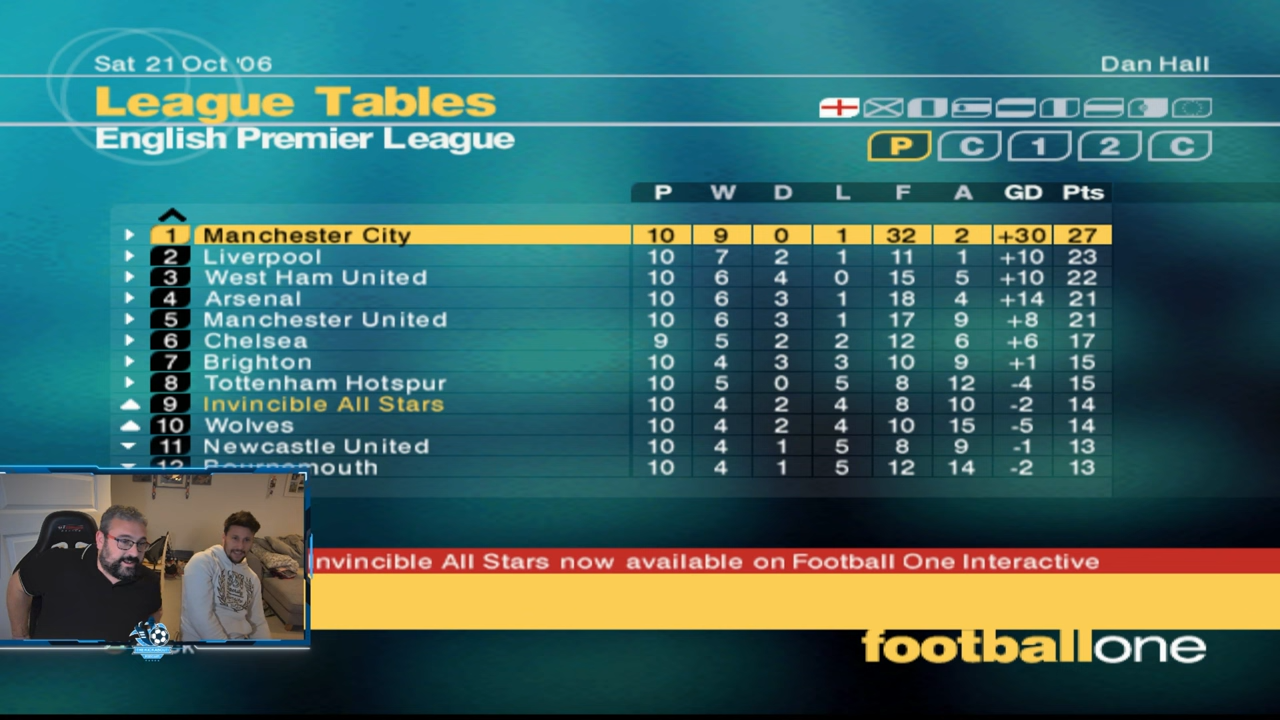 Sat 21 Oct '06
Dan Hall
League Tables
English Premier League
P C 1 2 C
P W D L F A GD Pts
1 Manchester City 10 9 0 1 32 2 +30 27
2 Liverpool 10 7 2 1 11 1 +10 23
3 West Ham United 10 6 4 0 15 5 +10 22
4 Arsenal 10 6 3 1 18 4 +14 21
5 Manchester United 10 6 3 1 17 9 +8 21
6 Chelsea 9 5 2 2 12 6 +6 17
7 Brighton 10 4 3 3 10 9 +1 15
8 Tottenham Hotspur 10 5 0 5 8 12 -4 15
9 Invincible All Stars 10 4 2 4 8 10 -2 14
10 Wolves 10 4 2 4 10 15 -5 14
11 Newcastle United 10 4 1 5 8 9 -1 13
12 Bournemouth 10 4 1 5 12 14 -2 13
Invincible All Stars now available on Football One Interactive
footballone